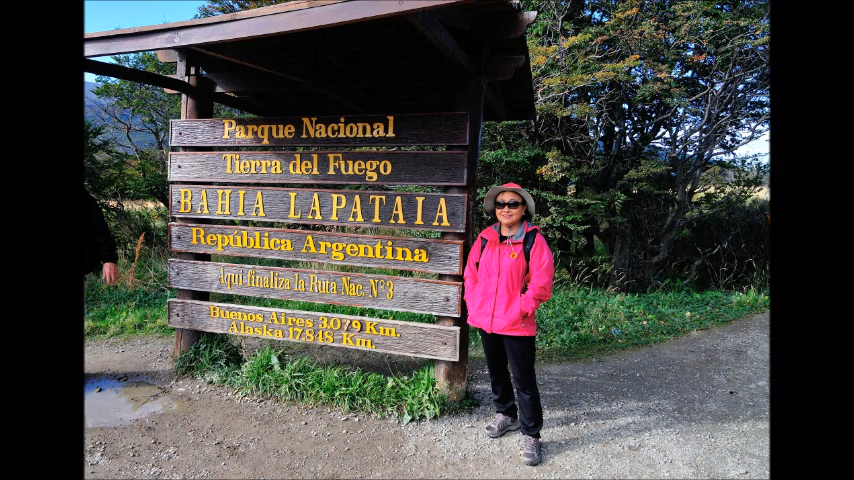 Parque Nacional
Tierra del Fuego
BAHIA LAPATAIA
República Argentina
Aqui finaliza la Ruta Nac. N°3
Buenos Aires 3.079 Km.
Alaska 17.848 Km.